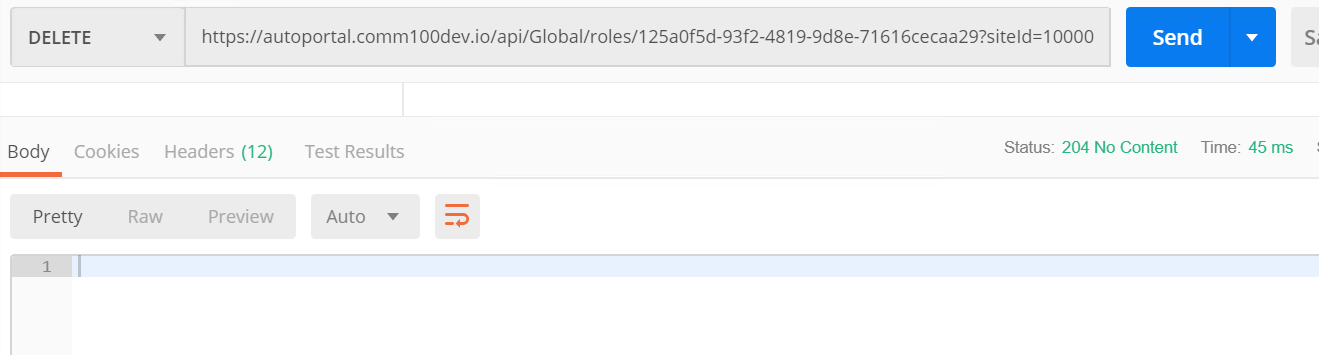 DELETE https://autoportal.comm100dev.io/api/Global/roles/125a0f5d-93f2-4819-9d8e-71616cecaa29?siteId=10000 Send
Body Cookies Headers (12) Test Results Status: 204 No Content Time: 45 ms
Pretty Raw Preview Auto
1